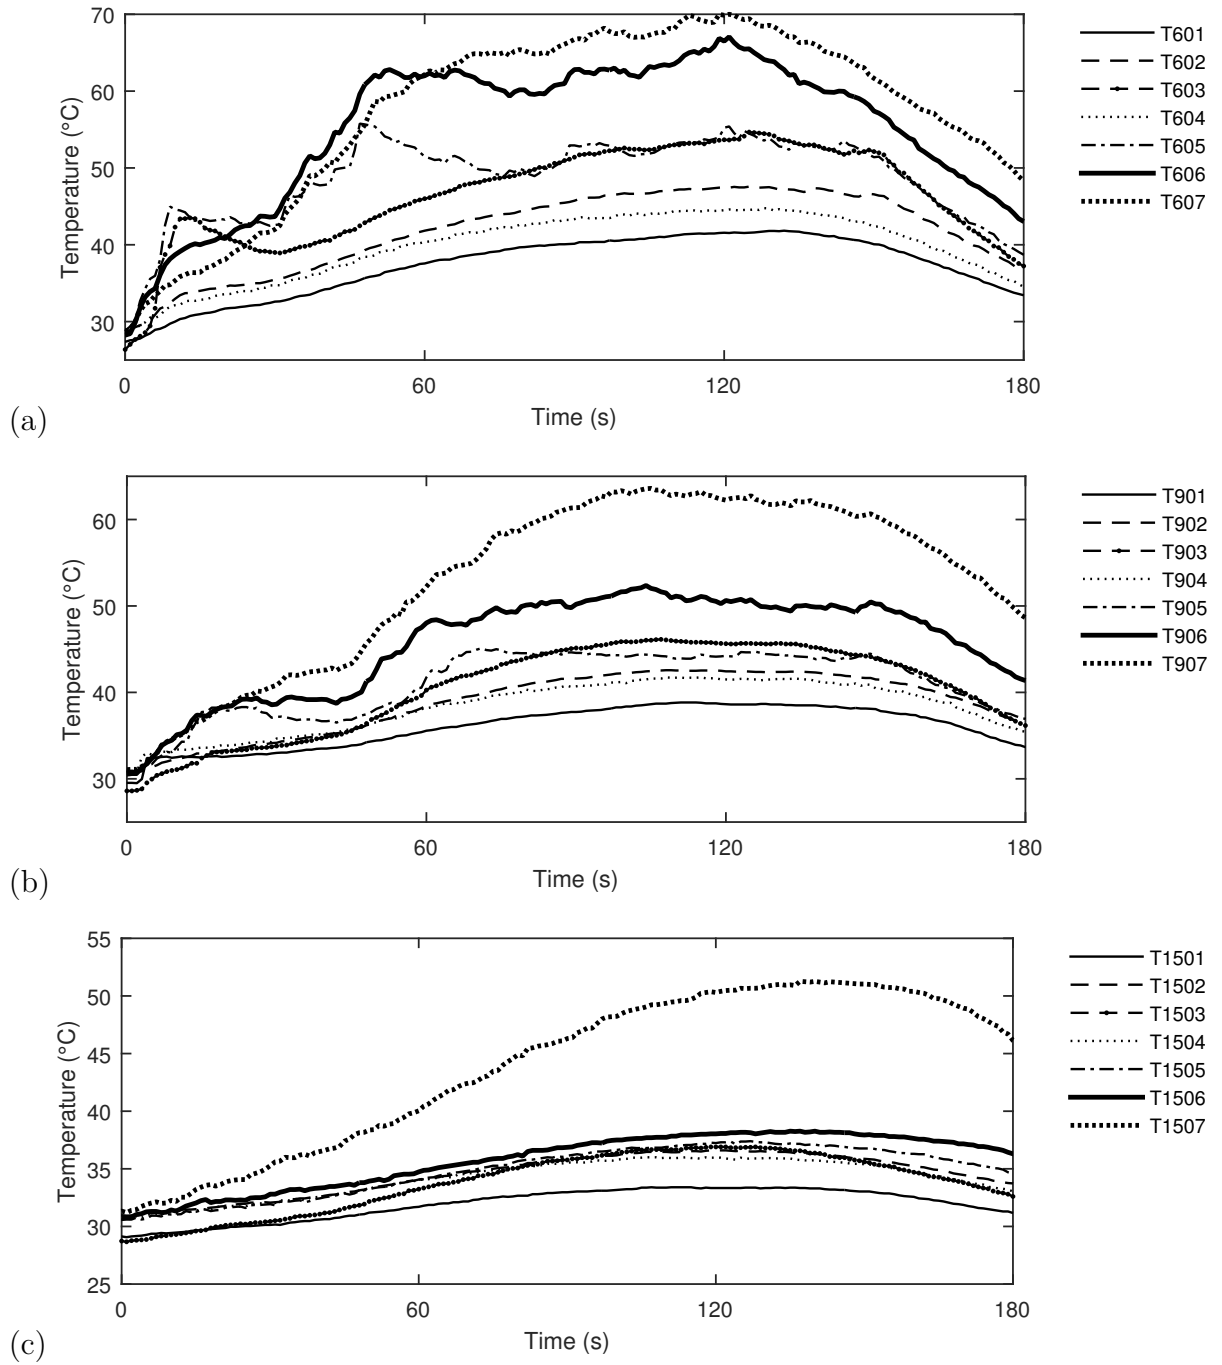 70
60
50
40
30
Temperature (°C)
0
60
120
180
Time (s)
T601
T602
T603
T604
T605
T606
T607
(a)
60
50
40
30
Temperature (°C)
0
60
120
180
Time (s)
T901
T902
T903
T904
T905
T906
T907
(b)
55
50
45
40
35
30
25
Temperature (°C)
0
60
120
180
Time (s)
T1501
T1502
T1503
T1504
T1505
T1506
T1507
(c)